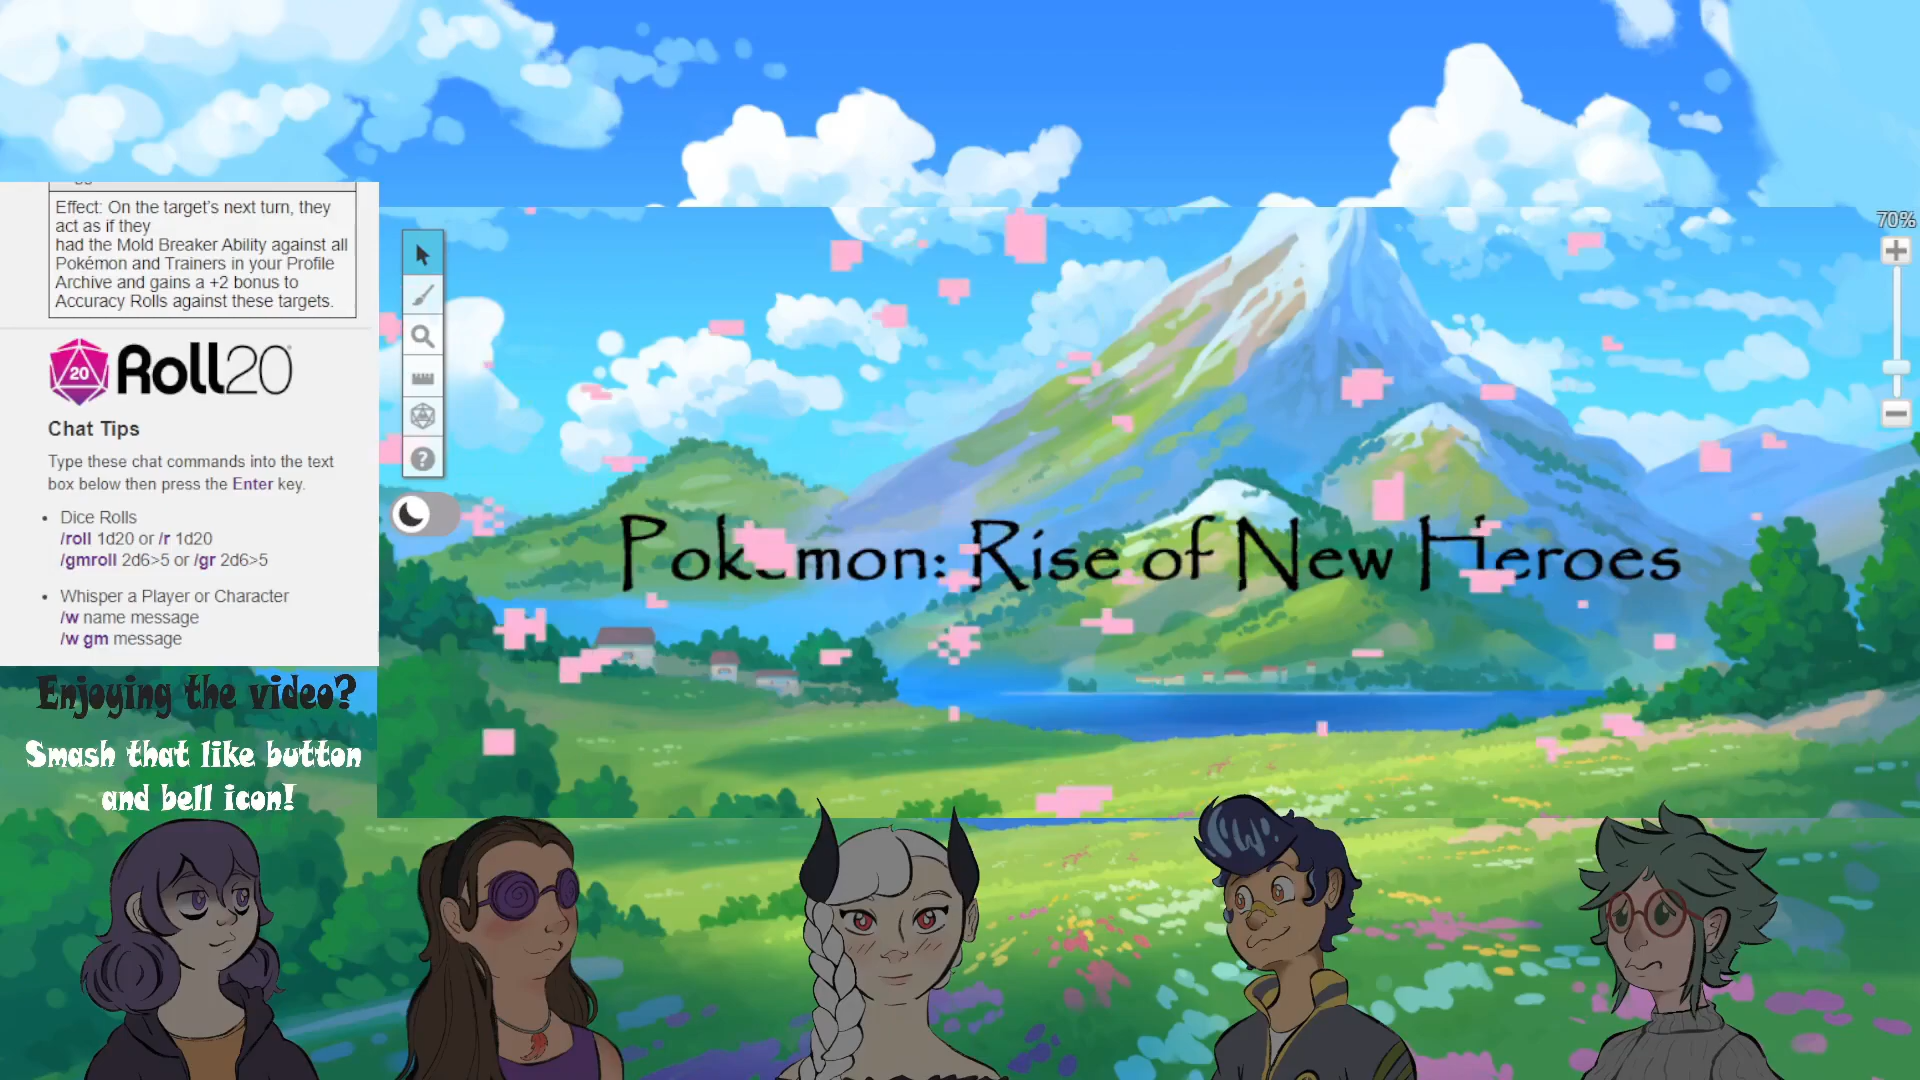 Effect: On the target's next turn, they
act as if they
had the Mold Breaker Ability against all
Pokémon and Trainers in your Profile
Archive and gains a +2 bonus to
Accuracy Rolls against these targets.
20 Roll20
Chat Tips
Type these chat commands into the text
box below then press the Enter key.
• Dice Rolls
/roll 1d20 or /r 1d20
/gmroll 2d6>5 or /gr 2d6>5
• Whisper a Player or Character
/w name message
/w gm message
Enjoying the video?
Smash that like button
and bell icon!
70%
Pokemon: Rise of New Heroes